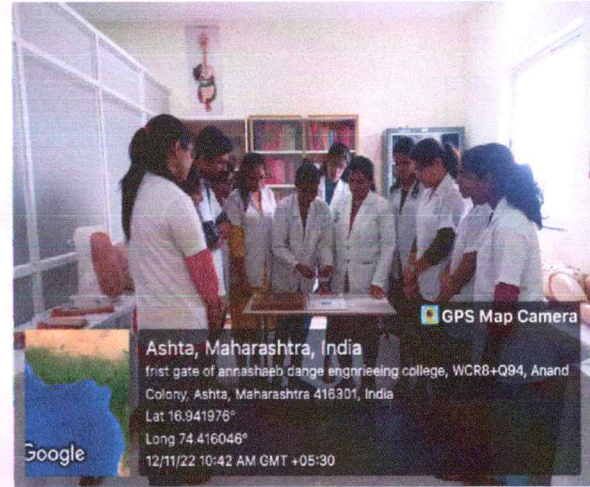 GPS Map Camera
Ashta, Maharashtra, India
frist gate of annashaeb dange engnrieeing college, WCR8+Q94, Anand
Colony, Ashta, Maharashtra 416301, India
Lat 16.941976°
Long 74.416046°
12/11/22 10:42 AM GMT +05:30
Google